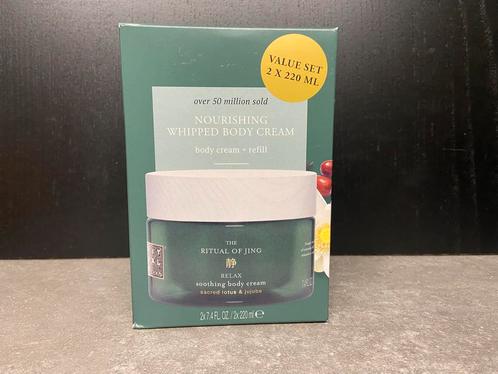 VALUE SET
2 X 220 ML
over 50 million sold
NOURISHING
WHIPPED BODY CREAM
body cream + refill
THE
RITUAL OF JING
静
RELAX
soothing body cream
sacred lotus & jujube
2x 7.4 FL. OZ. / 2x 220 ml ℮